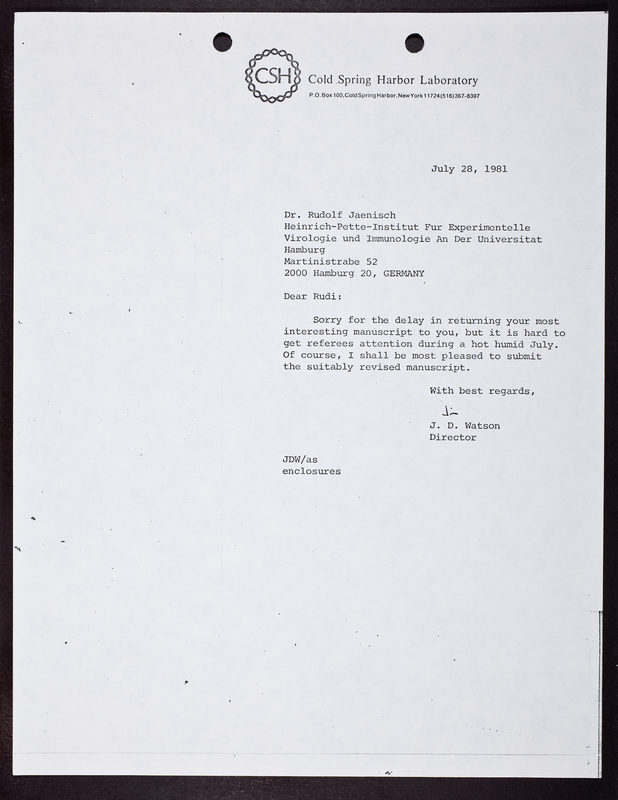 CSH
Cold Spring Harbor Laboratory
P.O. Box 100, Cold Spring Harbor, New York 11724 (516) 367-8397
July 28, 1981
Dr. Rudolf Jaenisch
Heinrich-Pette-Institut Fur Experimentelle
Virologie und Immunologie An Der Universitat
Hamburg
Martinistrabe 52
2000 Hamburg 20, GERMANY
Dear Rudi:
Sorry for the delay in returning your most
interesting manuscript to you, but it is hard to
get referees attention during a hot humid July.
Of course, I shall be most pleased to submit
the suitably revised manuscript.
With best regards,
Jim
J. D. Watson
Director
JDW/as
enclosures